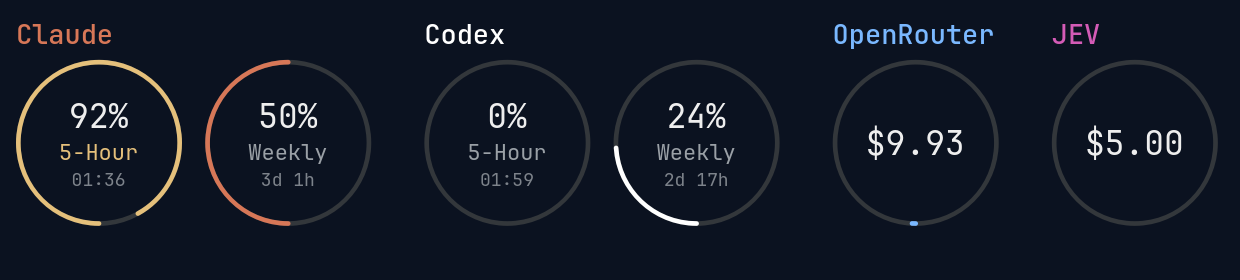 Claude
92%
5-Hour
01:36
50%
Weekly
3d 1h
Codex
0%
5-Hour
01:59
24%
Weekly
2d 17h
OpenRouter
$9.93
JEV
$5.00